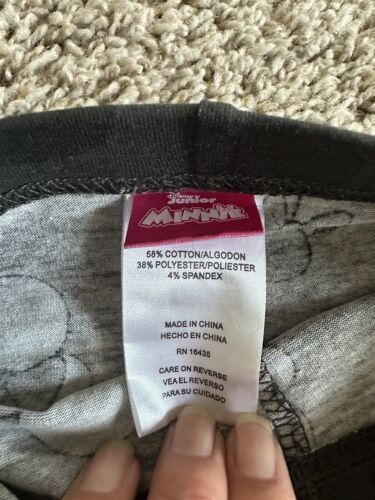 Disney
Junior
MINNIE
58% COTTON/ALGODON
38% POLYESTER/POLIESTER
4% SPANDEX
MADE IN CHINA
HECHO EN CHINA
RN 16435
CARE ON REVERSE
VEA EL REVERSO
PARA SU CUIDADO